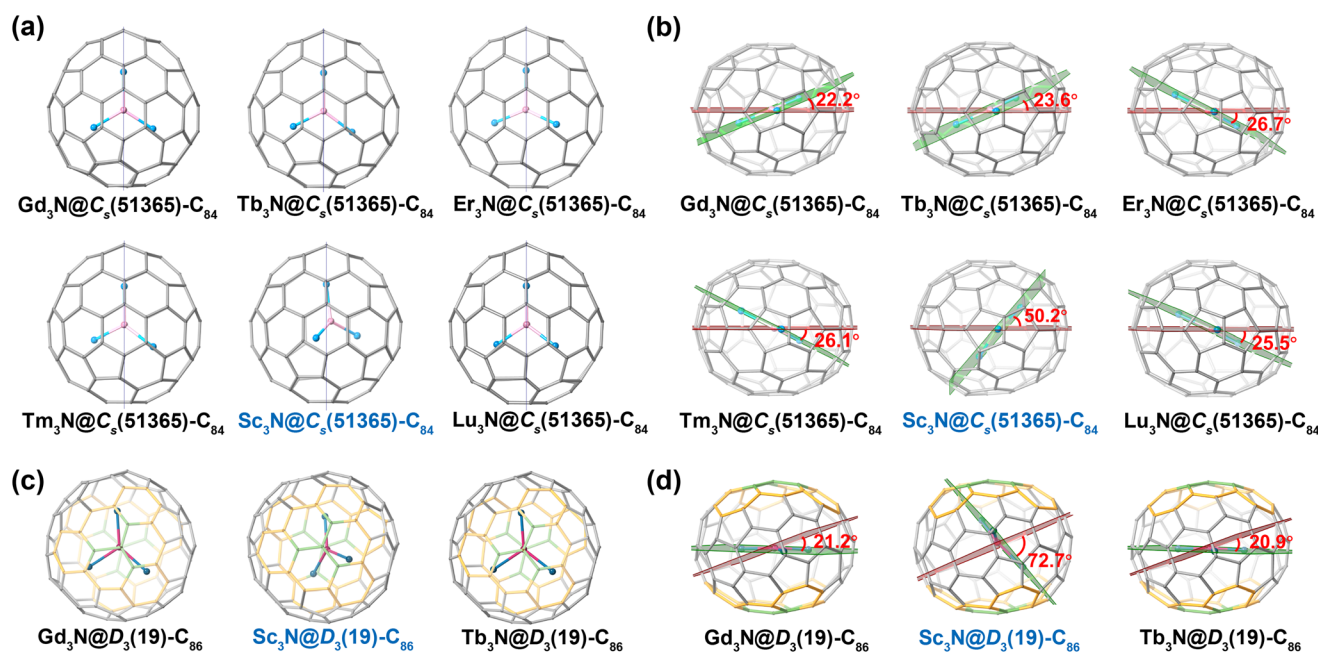 (a)
Gd₃N@Cₛ(51365)-C₈₄ Tb₃N@Cₛ(51365)-C₈₄ Er₃N@Cₛ(51365)-C₈₄
Tm₃N@Cₛ(51365)-C₈₄ Sc₃N@Cₛ(51365)-C₈₄ Lu₃N@Cₛ(51365)-C₈₄
(b)
22.2° 23.6° 26.7°
Gd₃N@Cₛ(51365)-C₈₄ Tb₃N@Cₛ(51365)-C₈₄ Er₃N@Cₛ(51365)-C₈₄
26.1° 50.2° 25.5°
Tm₃N@Cₛ(51365)-C₈₄ Sc₃N@Cₛ(51365)-C₈₄ Lu₃N@Cₛ(51365)-C₈₄
(c)
Gd₃N@D₃(19)-C₈₆ Sc₃N@D₃(19)-C₈₆ Tb₃N@D₃(19)-C₈₆
(d)
21.2° 72.7° 20.9°
Gd₃N@D₃(19)-C₈₆ Sc₃N@D₃(19)-C₈₆ Tb₃N@D₃(19)-C₈₆